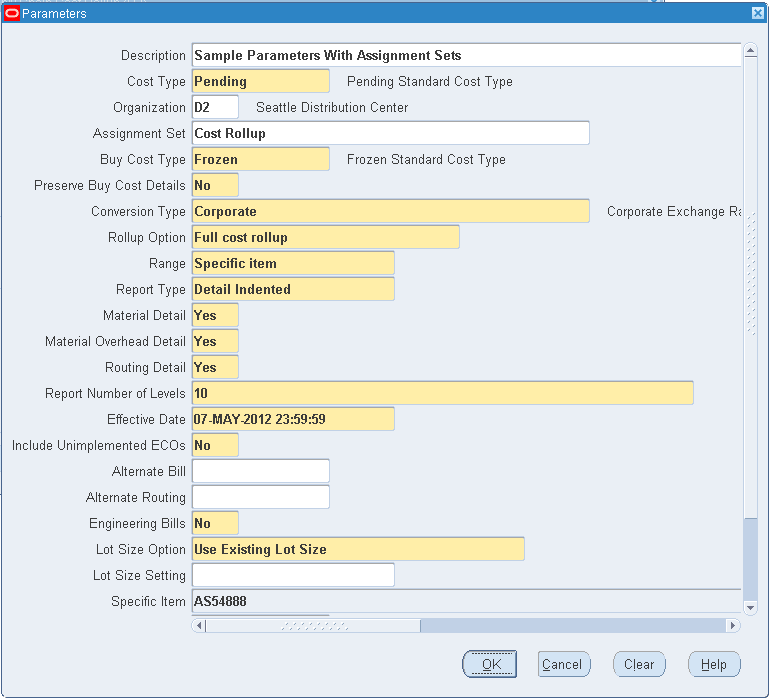 Parameters
Description Sample Parameters With Assignment Sets
Cost Type Pending Pending Standard Cost Type
Organization D2 Seattle Distribution Center
Assignment Set Cost Rollup
Buy Cost Type Frozen Frozen Standard Cost Type
Preserve Buy Cost Details No
Conversion Type Corporate Corporate Exchange Ra
Rollup Option Full cost rollup
Range Specific item
Report Type Detail Indented
Material Detail Yes
Material Overhead Detail Yes
Routing Detail Yes
Report Number of Levels 10
Effective Date 07-MAY-2012 23:59:59
Include Unimplemented ECOs No
Alternate Bill
Alternate Routing
Engineering Bills No
Lot Size Option Use Existing Lot Size
Lot Size Setting
Specific Item AS54888
OK Cancel Clear Help